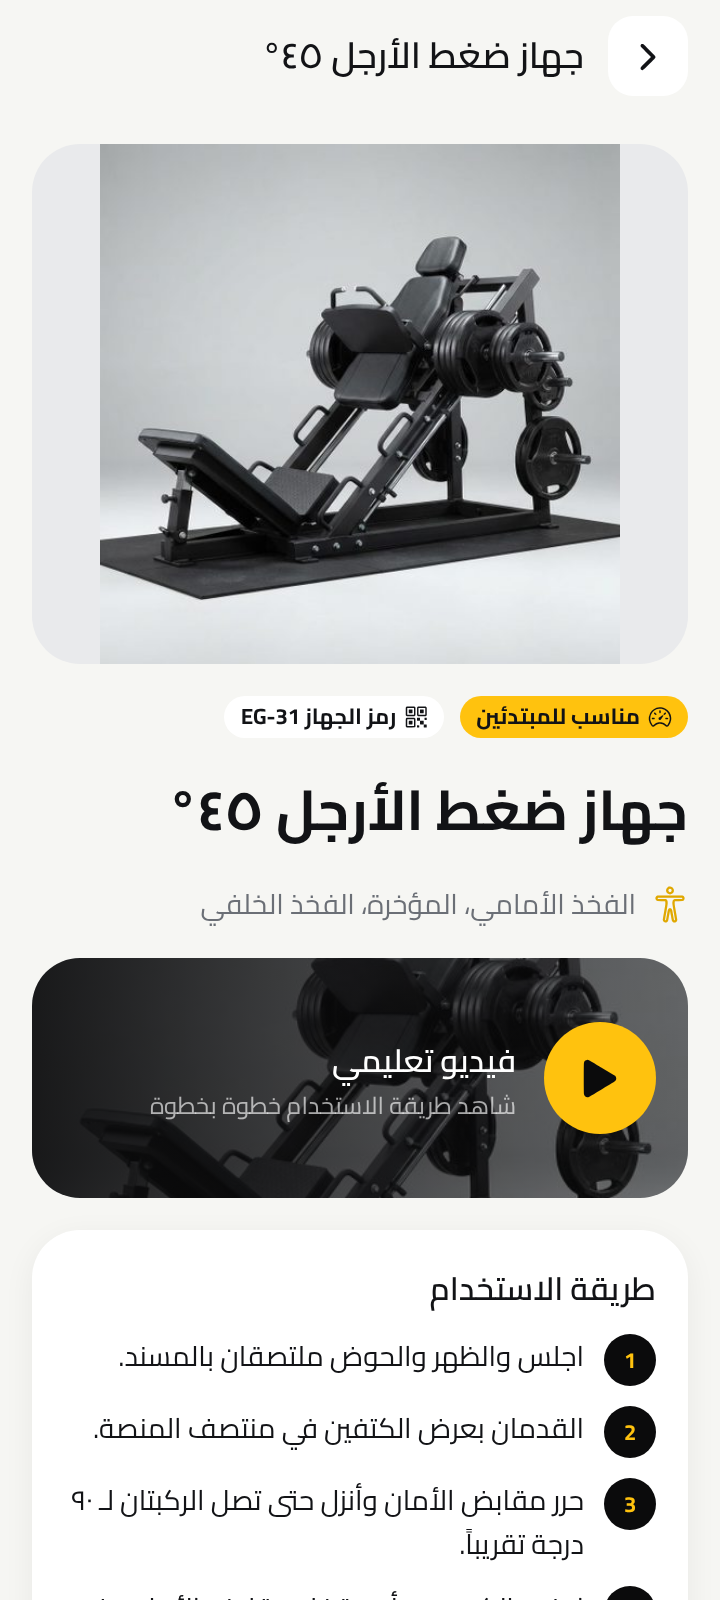 جهاز ضغط الأرجل ٤٥°
مناسب للمبتدئين
رمز الجهاز EG-31
جهاز ضغط الأرجل ٤٥°
الفخذ الأمامي، المؤخرة، الفخذ الخلفي
فيديو تعليمي
شاهد طريقة الاستخدام خطوة بخطوة
طريقة الاستخدام
1 اجلس والظهر والحوض ملتصقان بالمسند.
2 القدمان بعرض الكتفين في منتصف المنصة.
3 حرر مقابض الأمان وأنزل حتى تصل الركبتان لـ ٩٠
درجة تقريباً.